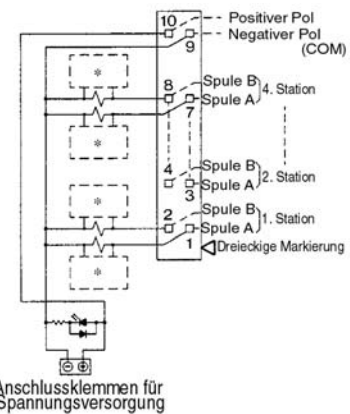 10 Positiver Pol
9 Negativer Pol
(COM)
* 8 Spule B
7 Spule A
4. Station
*
4 Spule B
3 Spule A
2. Station
* 2 Spule B
1 Spule A
1. Station
* Dreieckige Markierung
⊖ ⊕
Anschlussklemmen für
Spannungsversorgung